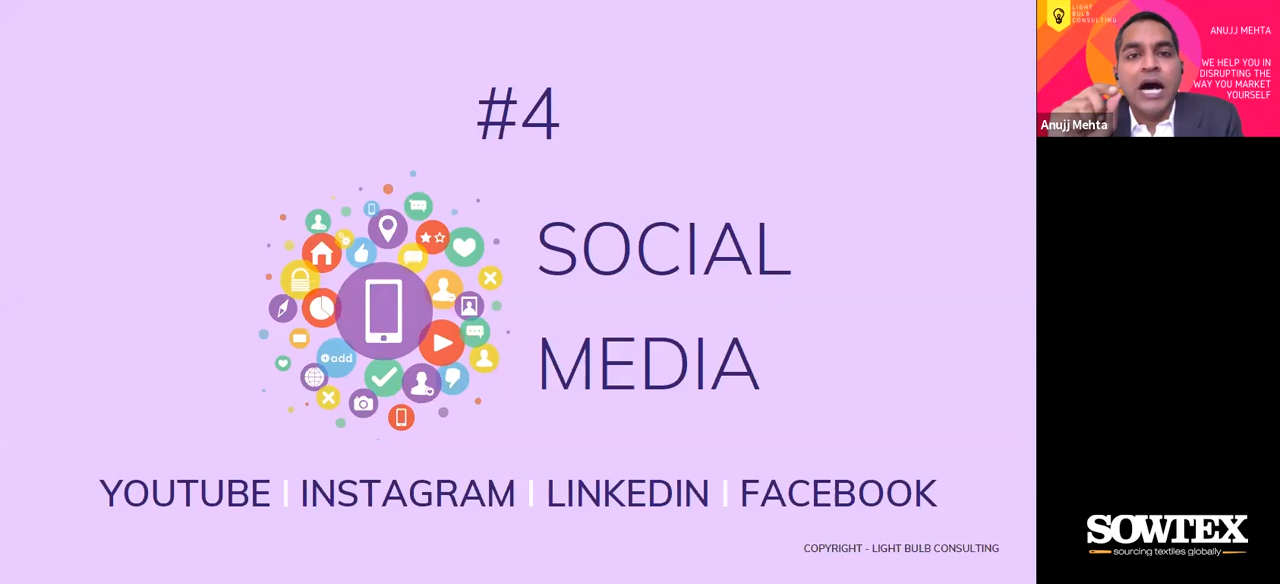 #4
SOCIAL
MEDIA
+add
YOUTUBE | INSTAGRAM | LINKEDIN | FACEBOOK
COPYRIGHT - LIGHT BULB CONSULTING
LIGHT
BULB
CONSULTING
ANUJJ MEHTA
WE HELP YOU IN
DISRUPTING THE
WAY YOU MARKET
YOURSELF
Anujj Mehta
SOWTEX
sourcing textiles globally